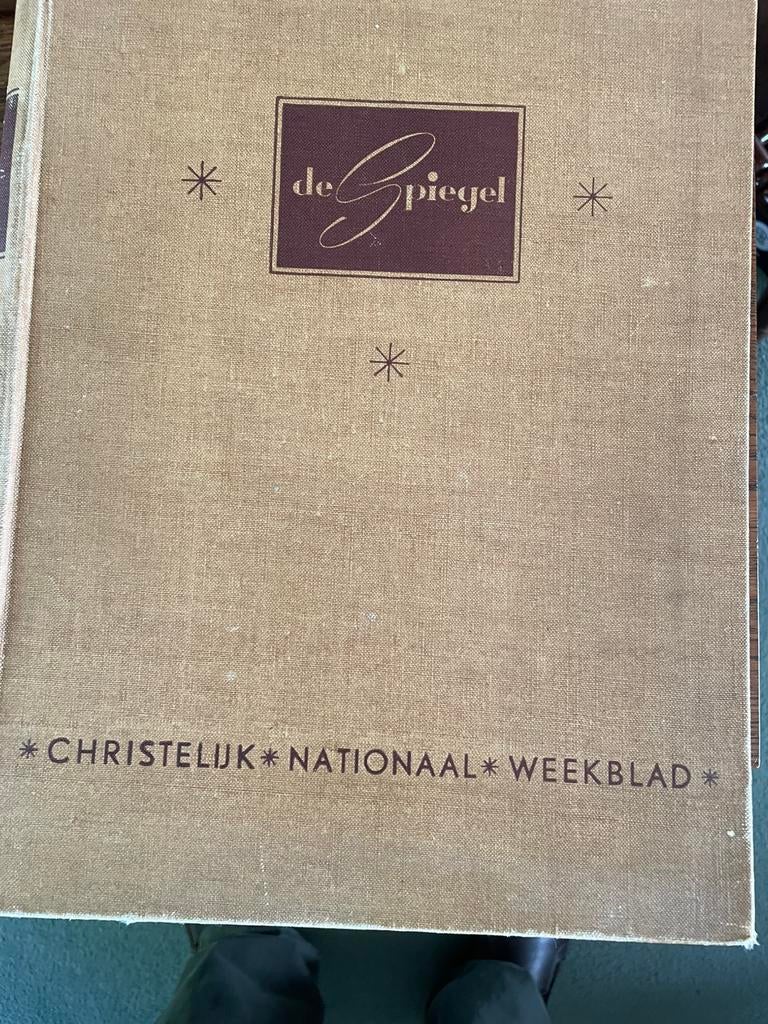 de Spiegel
* CHRISTELIJK * NATIONAAL * WEEKBLAD *